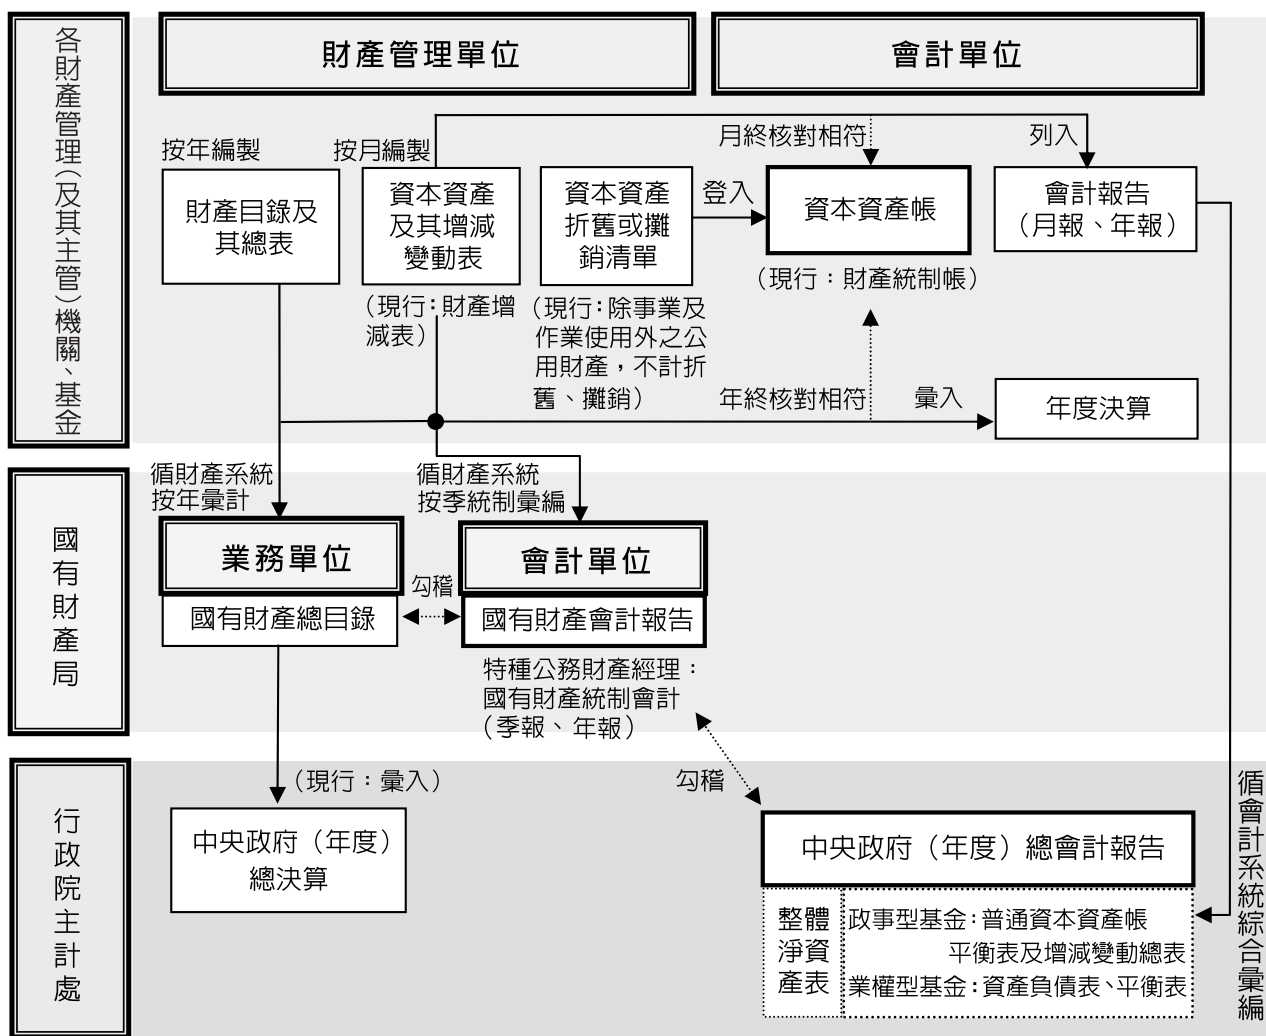 各財產管理（及其主管）機關、基金
財產管理單位
會計單位
按年編製
按月編製
月終核對相符
列入
財產目錄及
其總表
資本資產
及其增減
變動表
資本資產
折舊或攤
銷清單
登入
資本資產帳
會計報告
（月報、年報）
（現行：財產增
減表）
（現行：除事業及
作業使用外之公
用財產，不計折
舊、攤銷）
（現行：財產統制帳）
年終核對相符
彙入
年度決算
國有財產局
循財產系統
按年彙計
循財產系統
按季統制彙編
業務單位
國有財產總目錄
勾稽
會計單位
國有財產會計報告
特種公務財產經理：
國有財產統制會計
（季報、年報）
行政院主計處
（現行：彙入）
勾稽
中央政府（年度）
總決算
中央政府（年度）總會計報告
整體
淨資
產表
政事型基金：普通資本資產帳
平衡表及增減變動總表
業權型基金：資產負債表、平衡表
循會計系統綜合彙編